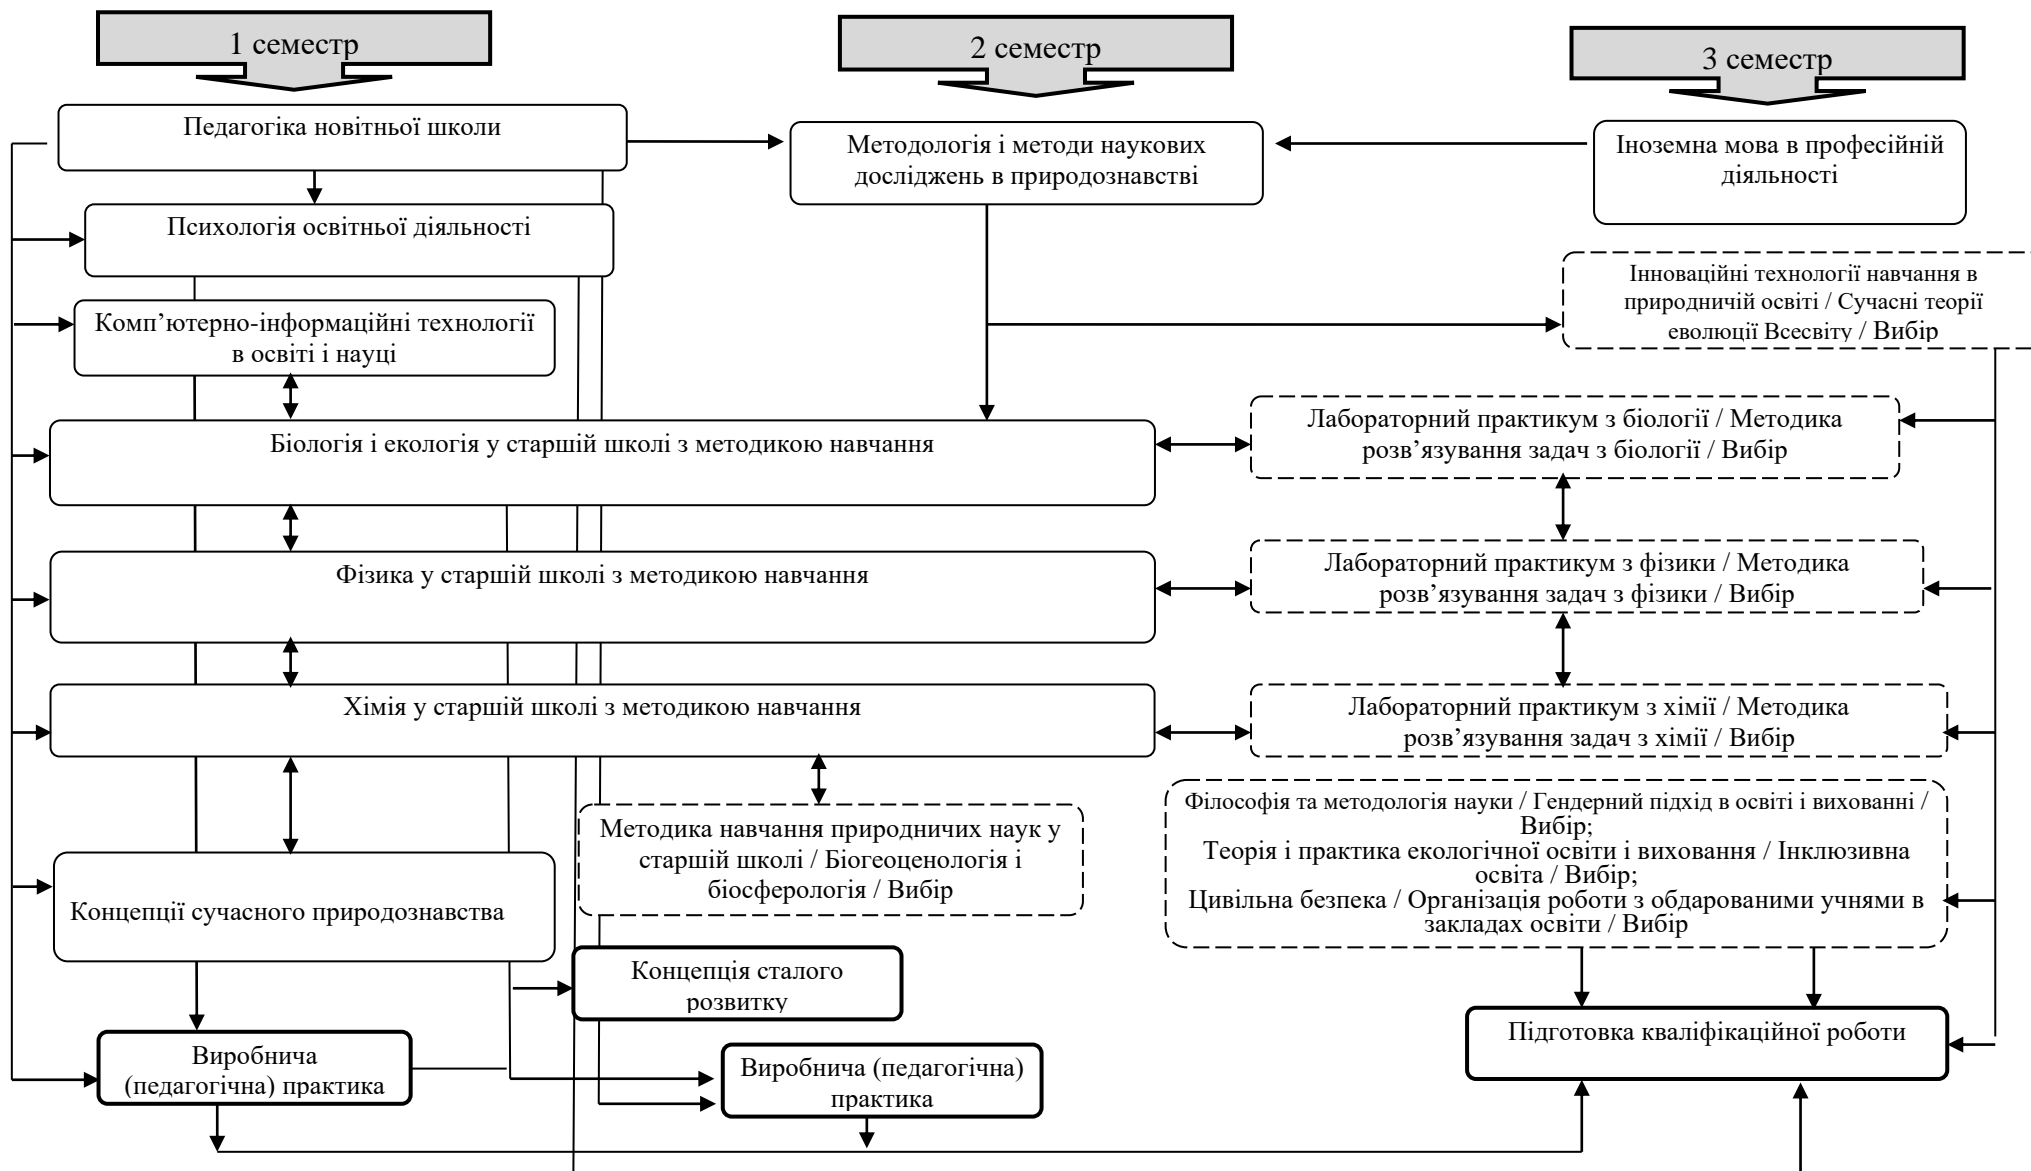 1 семестр
2 семестр
3 семестр
Педагогіка новітньої школи
Методологія і методи наукових
досліджень в природознавстві
Іноземна мова в професійній
діяльності
Психологія освітньої діяльності
Інноваційні технології навчання в
природничій освіті / Сучасні теорії
еволюції Всесвіту / Вибір
Комп’ютерно-інформаційні технології
в освіті і науці
Біологія і екологія у старшій школі з методикою навчання
Лабораторний практикум з біології / Методика
розв’язування задач з біології / Вибір
Фізика у старшій школі з методикою навчання
Лабораторний практикум з фізики / Методика
розв’язування задач з фізики / Вибір
Хімія у старшій школі з методикою навчання
Лабораторний практикум з хімії / Методика
розв’язування задач з хімії / Вибір
Методика навчання природничих наук у
старшій школі / Біогеоценологія і
біосферологія / Вибір
Філософія та методологія науки / Гендерний підхід в освіті і вихованні /
Вибір;
Теорія і практика екологічної освіти і виховання / Інклюзивна
освіта / Вибір;
Цивільна безпека / Організація роботи з обдарованими учнями в
закладах освіти / Вибір
Концепції сучасного природознавства
Концепція сталого
розвитку
Підготовка кваліфікаційної роботи
Виробнича
(педагогічна) практика
Виробнича (педагогічна)
практика